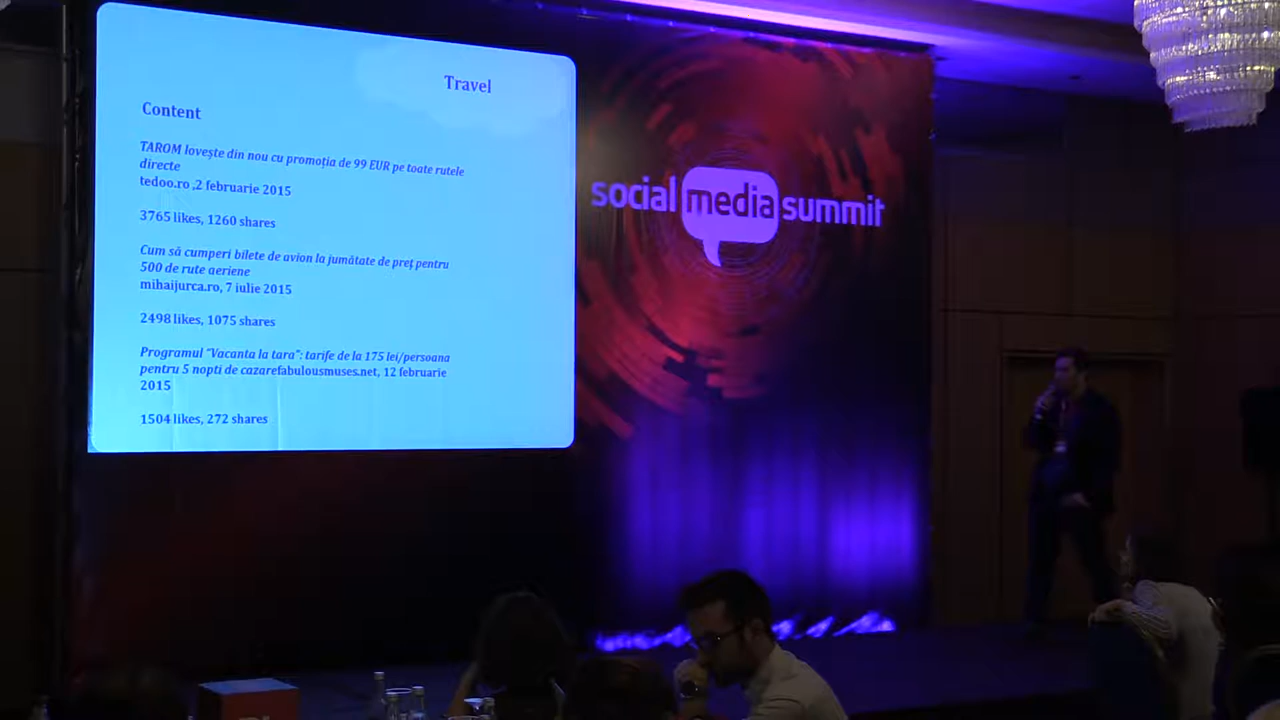 Travel
Content
TAROM lovește din nou cu promoția de 99 EUR pe toate rutele
directe
tedoo.ro ,2 februarie 2015
3765 likes, 1260 shares
Cum să cumperi bilete de avion la jumătate de preț pentru
500 de rute aeriene
mihaijurca.ro, 7 iulie 2015
2498 likes, 1075 shares
Programul "Vacanta la tara": tarife de la 175 lei/persoana
pentru 5 nopti de cazarefabulousmuses.net, 12 februarie
2015
1504 likes, 272 shares
social media summit